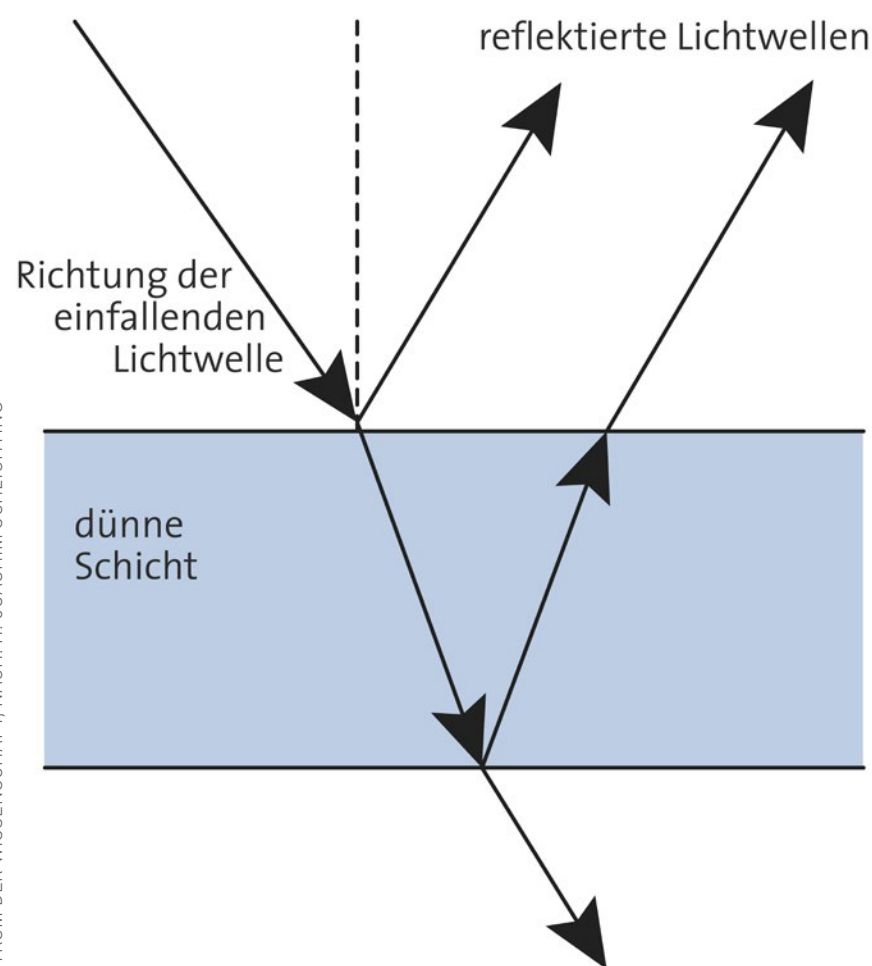 reflektierte Lichtwellen
Richtung der
einfallenden
Lichtwelle
dünne
Schicht